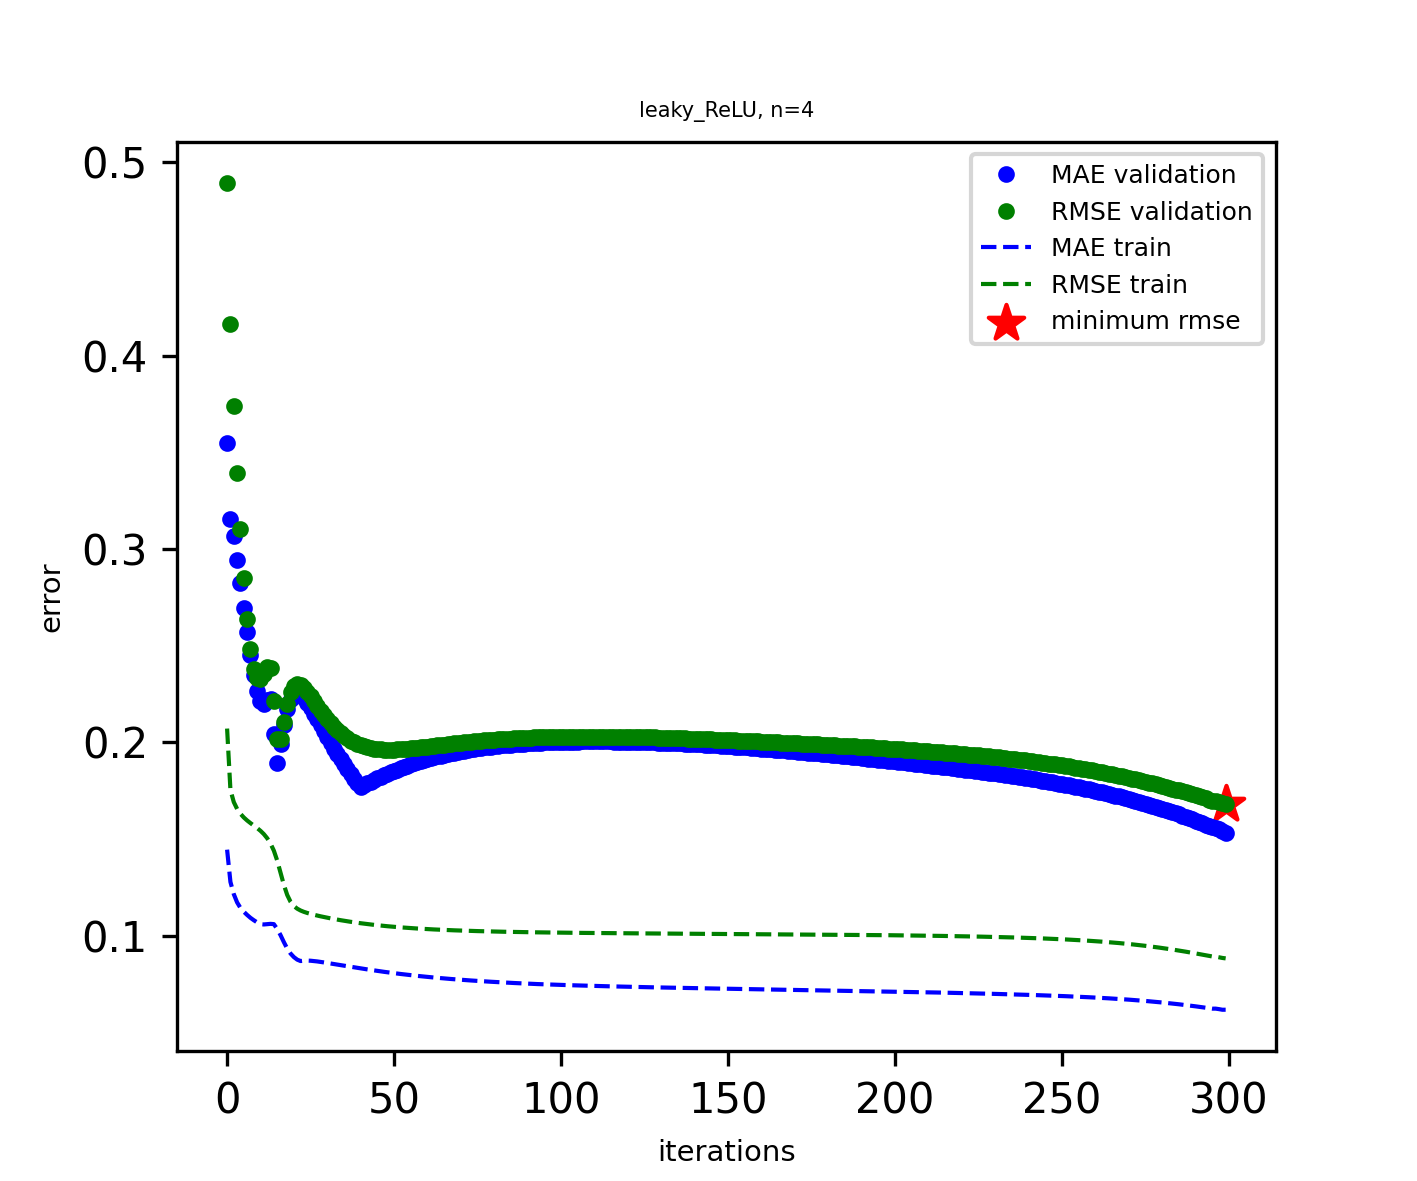 leaky_ReLU, n=4
0.5
0.4
0.3
0.2
0.1
error
MAE validation
RMSE validation
MAE train
RMSE train
minimum rmse
0 50 100 150 200 250 300
iterations